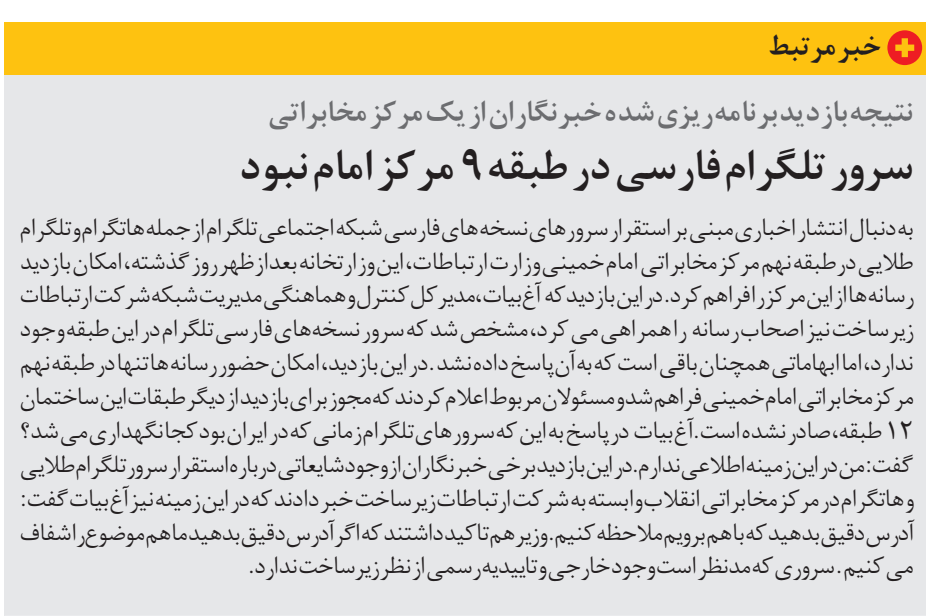 خبر مرتبط
نتیجه بازدید برنامه‌ریزی شده خبرنگاران از یک مرکز مخابراتی
سرور تلگرام فارسی در طبقه ۹ مرکز امام نبود
به‌دنبال انتشار اخباری مبنی بر استقرار سرورهای نسخه‌های فارسی شبکه اجتماعی تلگرام از جمله هاتگرام و تلگرام
طلایی در طبقه نهم مرکز مخابراتی امام خمینی وزارت ارتباطات، این وزارتخانه بعدازظهر روز گذشته، امکان بازدید
رسانه‌ها از این مرکز را فراهم کرد. در این بازدید که آغ‌بیات، مدیر کل کنترل و هماهنگی مدیریت شبکه شرکت ارتباطات
زیرساخت نیز اصحاب رسانه را همراهی می‌کرد، مشخص شد که سرور نسخه‌های فارسی تلگرام در این طبقه وجود
ندارد، اما ابهاماتی همچنان باقی است که به آن پاسخ داده نشد. در این بازدید، امکان حضور رسانه‌ها تنها در طبقه نهم
مرکز مخابراتی امام خمینی فراهم شد و مسئولان مربوط اعلام کردند که مجوز برای بازدید از دیگر طبقات این ساختمان
۱۲ طبقه، صادر نشده است. آغ‌بیات در پاسخ به این که سرورهای تلگرام زمانی که در ایران بود کجا نگهداری می‌شد؟
گفت: من در این زمینه اطلاعی ندارم. در این بازدید برخی خبرنگاران از وجود شایعاتی درباره استقرار سرور تلگرام طلایی
و هاتگرام در مرکز مخابراتی انقلاب وابسته به شرکت ارتباطات زیرساخت خبر دادند که در این زمینه نیز آغ‌بیات گفت:
آدرس دقیق بدهید که باهم برویم ملاحظه کنیم. وزیر هم تاکید داشتند که اگر آدرس دقیق بدهید ما هم موضوع را شفاف
می‌کنیم. سروری که مدنظر است وجود خارجی و تاییدیه رسمی از نظر زیرساخت ندارد.